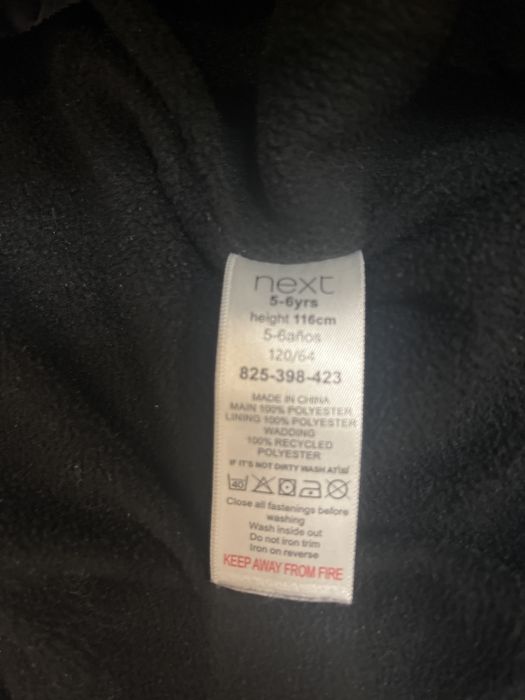 next
5-6yrs
height 116cm
5-6años
120/64
825-398-423
MADE IN CHINA
MAIN 100% POLYESTER
LINING 100% POLYESTER
WADDING
100% RECYCLED
POLYESTER
IF IT'S NOT DIRTY WASH AT
40
Close all fastenings before
washing
Wash inside out
Do not iron trim
Iron on reverse
KEEP AWAY FROM FIRE